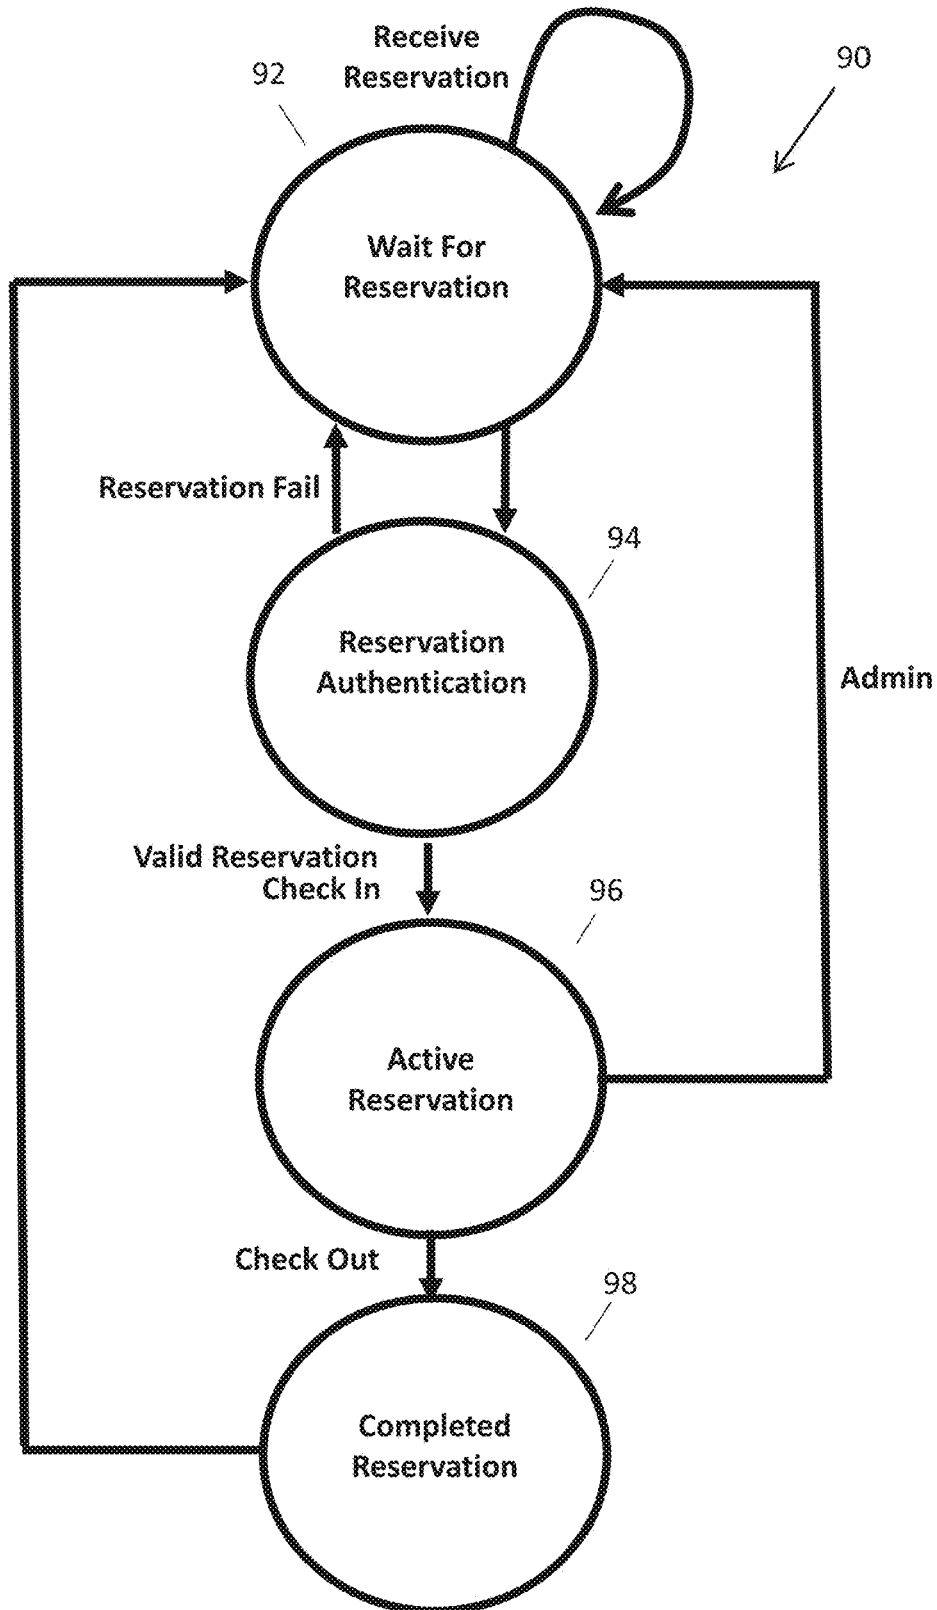 Receive
Reservation
92
90
Wait For
Reservation
Reservation Fail
94
Reservation
Authentication
Admin
Valid Reservation
Check In
96
Active
Reservation
Check Out
98
Completed
Reservation